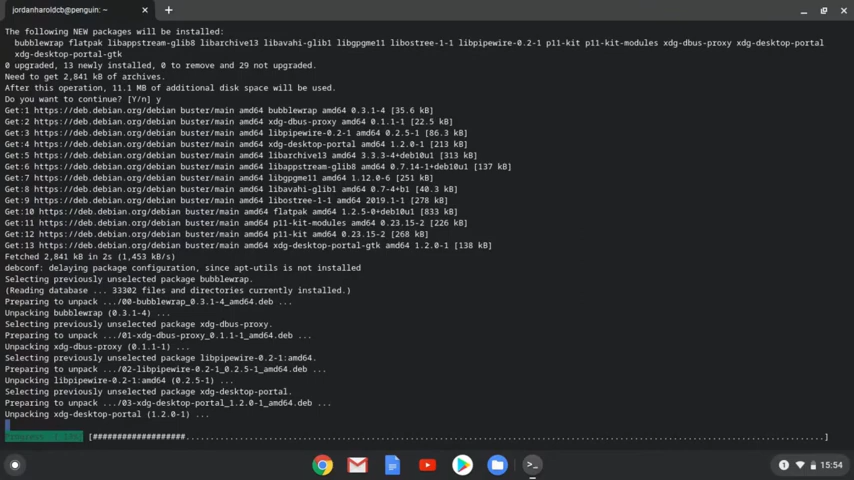 jordanharoldcb@penguin: ~
The following NEW packages will be installed:
bubblewrap flatpak libappstream-glib8 libarchive13 libavahi-glib1 libgpgme11 libostree-1-1 libpipewire-0.2-1 p11-kit p11-kit-modules xdg-dbus-proxy xdg-desktop-portal
xdg-desktop-portal-gtk
0 upgraded, 13 newly installed, 0 to remove and 29 not upgraded.
Need to get 2,841 kB of archives.
After this operation, 11.1 MB of additional disk space will be used.
Do you want to continue? [Y/n] y
Get:1 https://deb.debian.org/debian buster/main amd64 bubblewrap amd64 0.3.1-4 [35.6 kB]
Get:2 https://deb.debian.org/debian buster/main amd64 xdg-dbus-proxy amd64 0.1.1-1 [22.5 kB]
Get:3 https://deb.debian.org/debian buster/main amd64 libpipewire-0.2-1 amd64 0.2.5-1 [86.3 kB]
Get:4 https://deb.debian.org/debian buster/main amd64 xdg-desktop-portal amd64 1.2.0-1 [213 kB]
Get:5 https://deb.debian.org/debian buster/main amd64 libarchive13 amd64 3.3.3-4+deb10u1 [313 kB]
Get:6 https://deb.debian.org/debian buster/main amd64 libappstream-glib8 amd64 0.7.14-1+deb10u1 [137 kB]
Get:7 https://deb.debian.org/debian buster/main amd64 libgpgme11 amd64 1.12.0-6 [251 kB]
Get:8 https://deb.debian.org/debian buster/main amd64 libavahi-glib1 amd64 0.7-4+b1 [40.3 kB]
Get:9 https://deb.debian.org/debian buster/main amd64 libostree-1-1 amd64 2019.1-1 [278 kB]
Get:10 https://deb.debian.org/debian buster/main amd64 flatpak amd64 1.2.5-0+deb10u1 [833 kB]
Get:11 https://deb.debian.org/debian buster/main amd64 p11-kit-modules amd64 0.23.15-2 [226 kB]
Get:12 https://deb.debian.org/debian buster/main amd64 p11-kit amd64 0.23.15-2 [268 kB]
Get:13 https://deb.debian.org/debian buster/main amd64 xdg-desktop-portal-gtk amd64 1.2.0-1 [138 kB]
Fetched 2,841 kB in 2s (1,453 kB/s)
debconf: delaying package configuration, since apt-utils is not installed
Selecting previously unselected package bubblewrap.
(Reading database ... 33302 files and directories currently installed.)
Preparing to unpack .../00-bubblewrap_0.3.1-4_amd64.deb ...
Unpacking bubblewrap (0.3.1-4) ...
Selecting previously unselected package xdg-dbus-proxy.
Preparing to unpack .../01-xdg-dbus-proxy_0.1.1-1_amd64.deb ...
Unpacking xdg-dbus-proxy (0.1.1-1) ...
Selecting previously unselected package libpipewire-0.2-1:amd64.
Preparing to unpack .../02-libpipewire-0.2-1_0.2.5-1_amd64.deb ...
Unpacking libpipewire-0.2-1:amd64 (0.2.5-1) ...
Selecting previously unselected package xdg-desktop-portal.
Preparing to unpack .../03-xdg-desktop-portal_1.2.0-1_amd64.deb ...
Unpacking xdg-desktop-portal (1.2.0-1) ...
Progress:
1 15:54